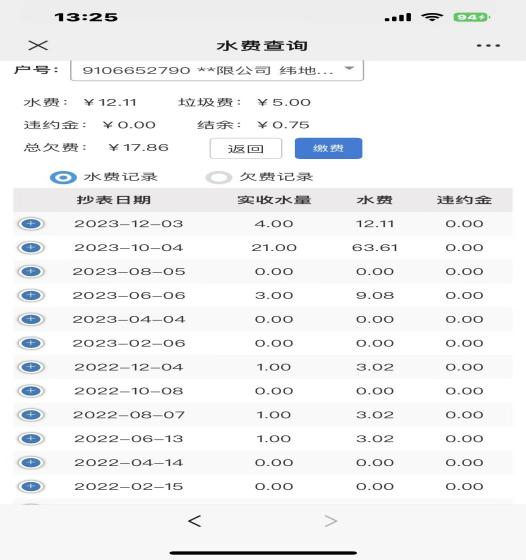 13:25
94
水费查询
户号: 9106652790 **限公司 纬地...
水费: ¥12.11 垃圾费: ¥5.00
违约金: ¥0.00 结余: ¥0.75
总欠费: ¥17.86 返回 缴费
水费记录 欠费记录
抄表日期 实收水量 水费 违约金
2023-12-03 4.00 12.11 0.00
2023-10-04 21.00 63.61 0.00
2023-08-05 0.00 0.00 0.00
2023-06-06 3.00 9.08 0.00
2023-04-04 0.00 0.00 0.00
2023-02-06 0.00 0.00 0.00
2022-12-04 1.00 3.02 0.00
2022-10-08 0.00 0.00 0.00
2022-08-07 1.00 3.02 0.00
2022-06-13 1.00 3.02 0.00
2022-04-14 0.00 0.00 0.00
2022-02-15 0.00 0.00 0.00